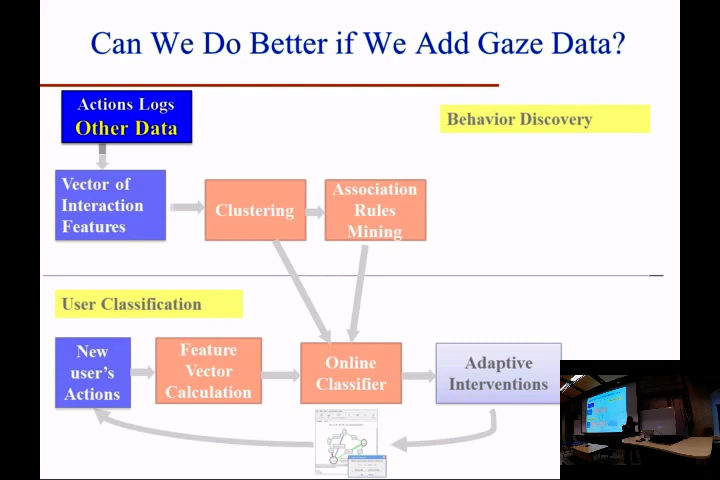 Can We Do Better if We Add Gaze Data?
Actions Logs
Other Data
Behavior Discovery
Vector of
Interaction
Features
Clustering
Association
Rules
Mining
User Classification
New
user's
Actions
Feature
Vector
Calculation
Online
Classifier
Adaptive
Interventions